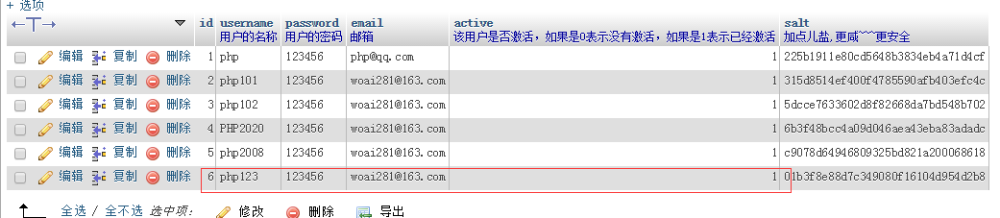 + 选项
←T→ id username password email active salt
用户的名称 用户的密码 邮箱 该用户是否激活，如果是0表示没有激活，如果是1表示已经激活 加点儿盐,更咸~~~更安全
编辑 复制 删除 1 php 123456 php@qq.com 1 225b1911e80cd5648b3834eb4a71d4cf
编辑 复制 删除 2 php101 123456 woai281@163.com 1 315d8514ef400f4785590afb403efc4c
编辑 复制 删除 3 php102 123456 woai281@163.com 1 5dcce7633602d8f82668da7bd548b702
编辑 复制 删除 4 PHP2020 123456 woai281@163.com 1 6b3f48bcc4a09d046aea43eba83adadc
编辑 复制 删除 5 php2008 123456 woai281@163.com 1 c9078d64946809325bd821a200068618
编辑 复制 删除 6 php123 123456 woai281@163.com 1 01b3f8e88d7c349080f16104d954d2b8
全选 / 全不选 选中项： 修改 删除 导出